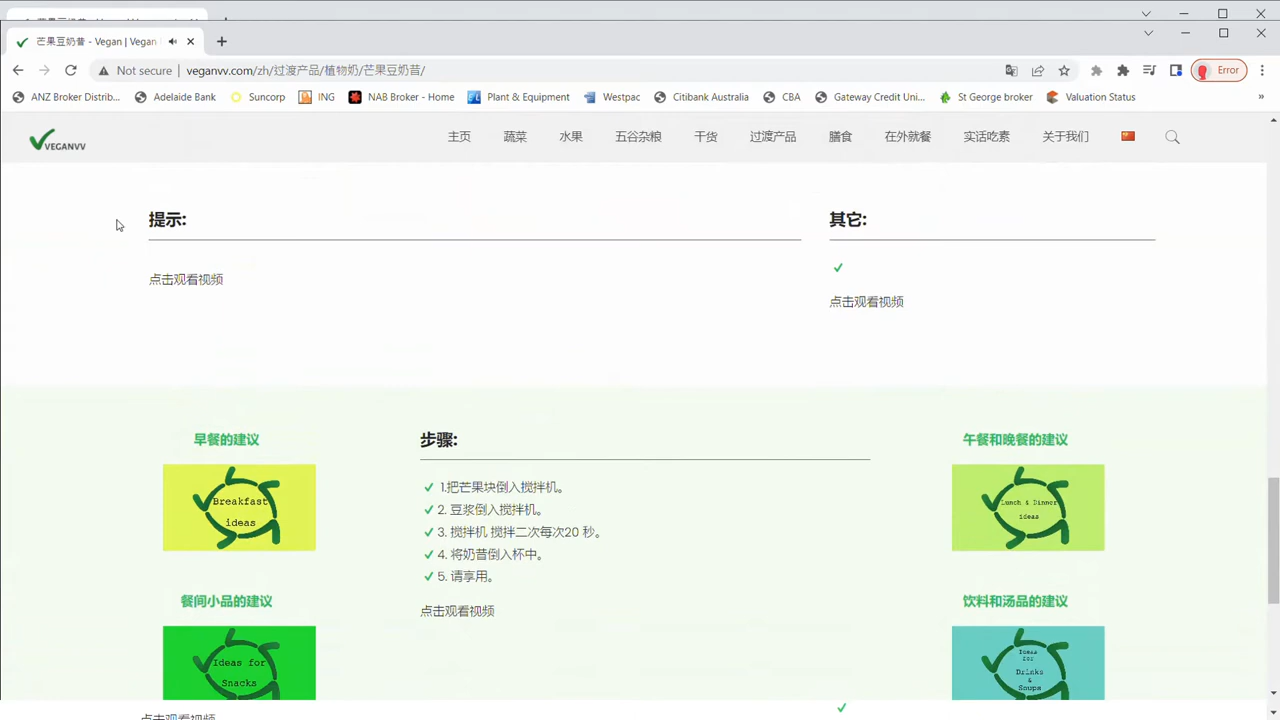 芒果豆奶昔 - Vegan | Vegan
Not secure
veganvv.com/zh/过渡产品/植物奶/芒果豆奶昔/
Error
ANZ Broker Distrib...
Adelaide Bank
Suncorp
ING
NAB Broker - Home
Plant & Equipment
Westpac
Citibank Australia
CBA
Gateway Credit Uni...
St George broker
Valuation Status
»
VEGANVV
主页
蔬菜
水果
五谷杂粮
干货
过渡产品
膳食
在外就餐
实话吃素
关于我们
提示:
点击观看视频
其它:
点击观看视频
早餐的建议
Breakfast
ideas
餐间小品的建议
Ideas for
Snacks
步骤:
1.把芒果块倒入搅拌机。
2. 豆浆倒入搅拌机。
3. 搅拌机 搅拌二次每次20 秒。
4. 将奶昔倒入杯中。
5. 请享用。
点击观看视频
午餐和晚餐的建议
Lunch & Dinner
ideas
饮料和汤品的建议
Ideas
for
Drinks
&
Soups
点击观看视频